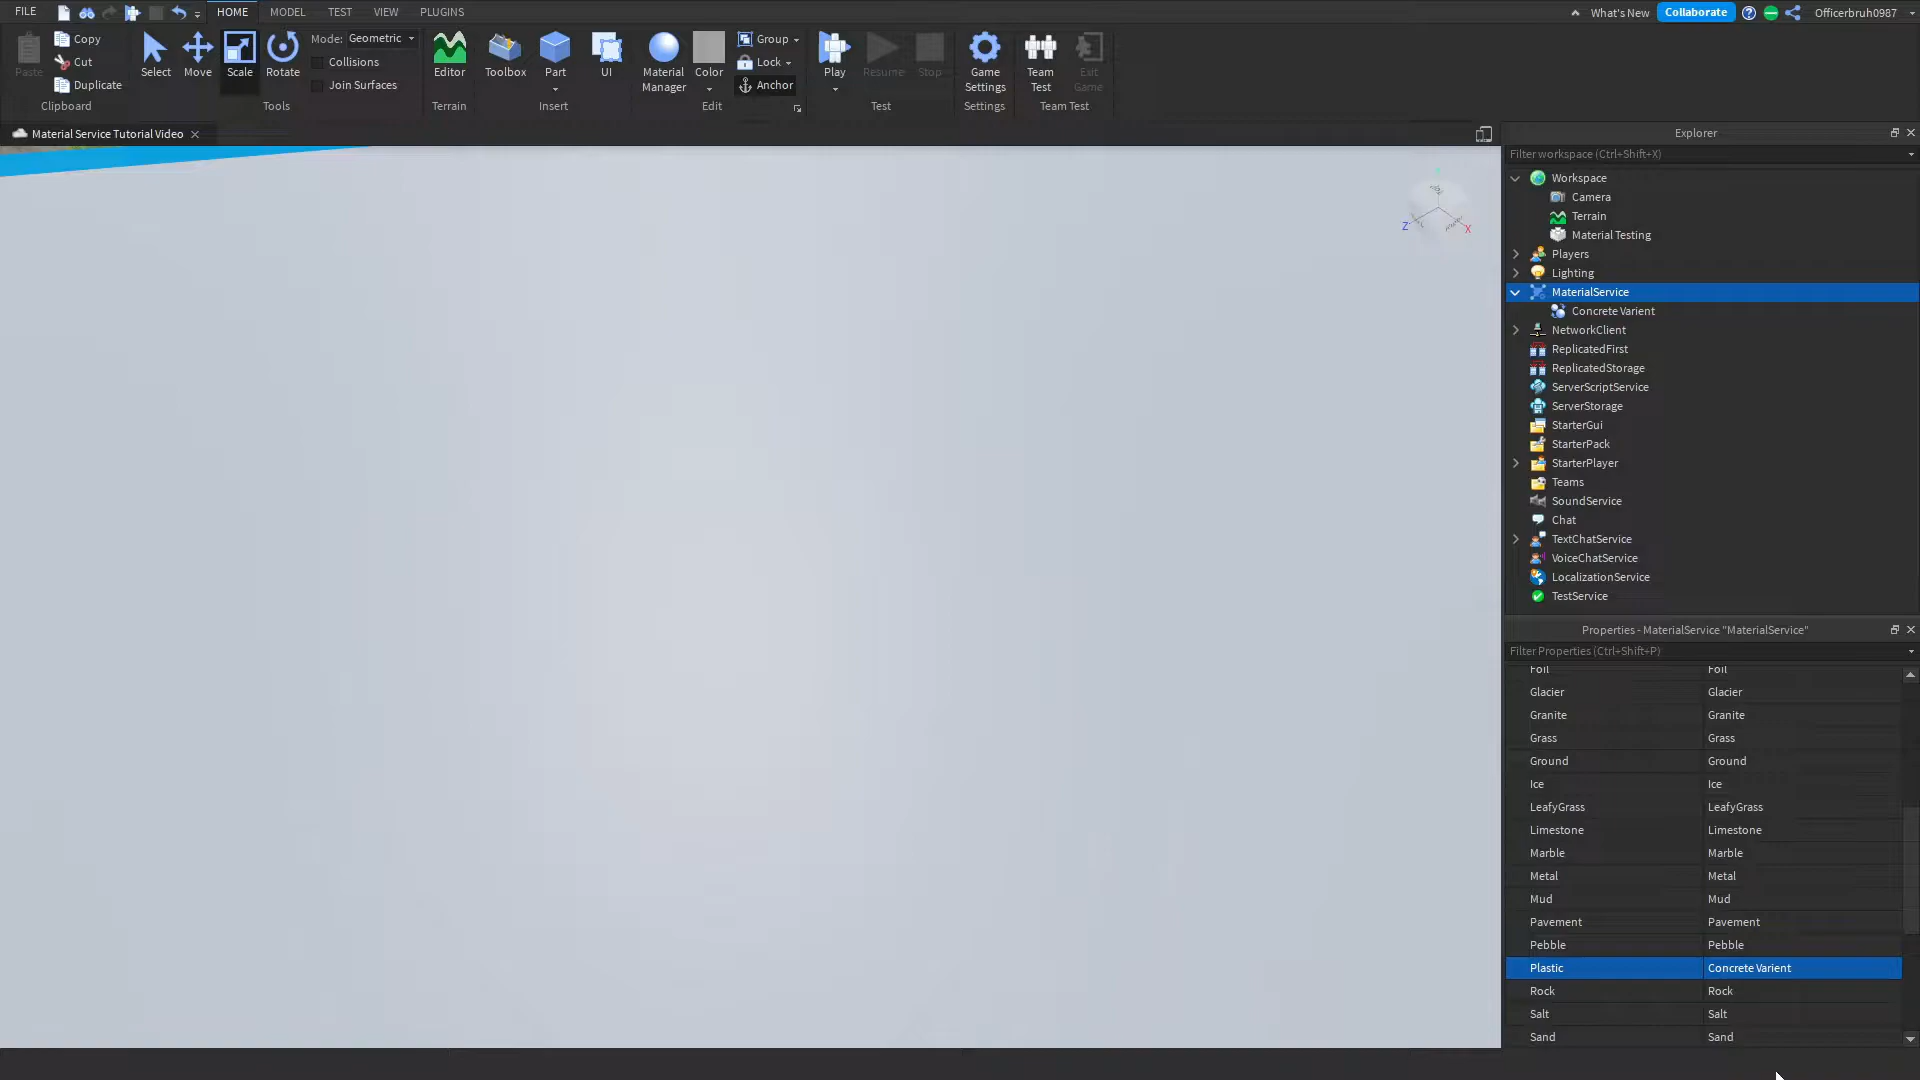 FILE HOME MODEL TEST VIEW PLUGINS What's New Collaborate Officerbruh0987
Paste Copy Cut Duplicate Clipboard
Select Move Scale Rotate Mode: Geometric Collisions Join Surfaces Tools
Editor Terrain
Toolbox Part UI Insert
Material Manager Color Group Lock Anchor Edit
Play Resume Stop Test
Game Settings Settings
Team Test Exit Game Team Test
Material Service Tutorial Video
Z X
Explorer
Filter workspace (Ctrl+Shift+X)
Workspace
Camera
Terrain
Material Testing
Players
Lighting
MaterialService
Concrete Varient
NetworkClient
ReplicatedFirst
ReplicatedStorage
ServerScriptService
ServerStorage
StarterGui
StarterPack
StarterPlayer
Teams
SoundService
Chat
TextChatService
VoiceChatService
LocalizationService
TestService
Properties - MaterialService "MaterialService"
Filter Properties (Ctrl+Shift+P)
Foil Foil
Glacier Glacier
Granite Granite
Grass Grass
Ground Ground
Ice Ice
LeafyGrass LeafyGrass
Limestone Limestone
Marble Marble
Metal Metal
Mud Mud
Pavement Pavement
Pebble Pebble
Plastic Concrete Varient
Rock Rock
Salt Salt
Sand Sand